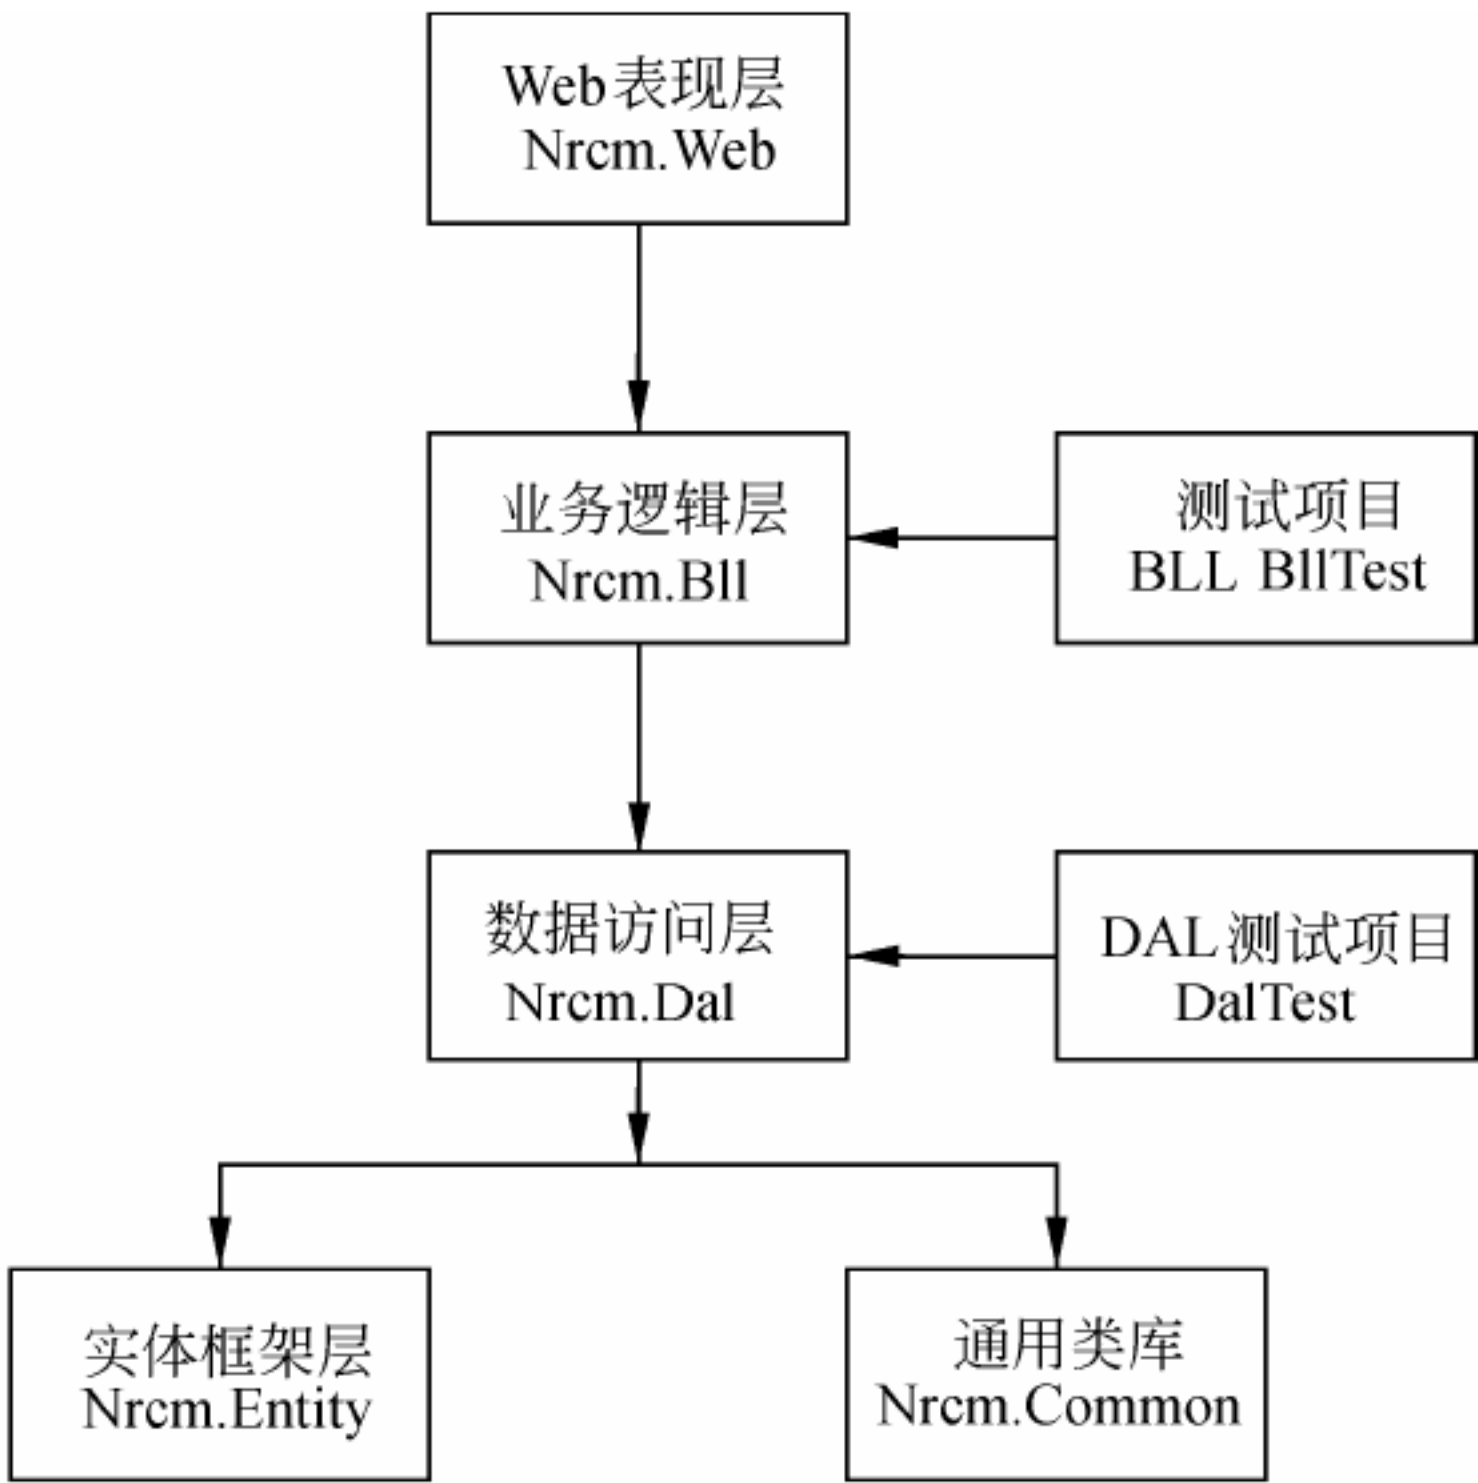 Web表现层
Nrcm.Web
业务逻辑层
Nrcm.Bll
测试项目
BLL BllTest
数据访问层
Nrcm.Dal
DAL测试项目
DalTest
实体框架层
Nrcm.Entity
通用类库
Nrcm.Common